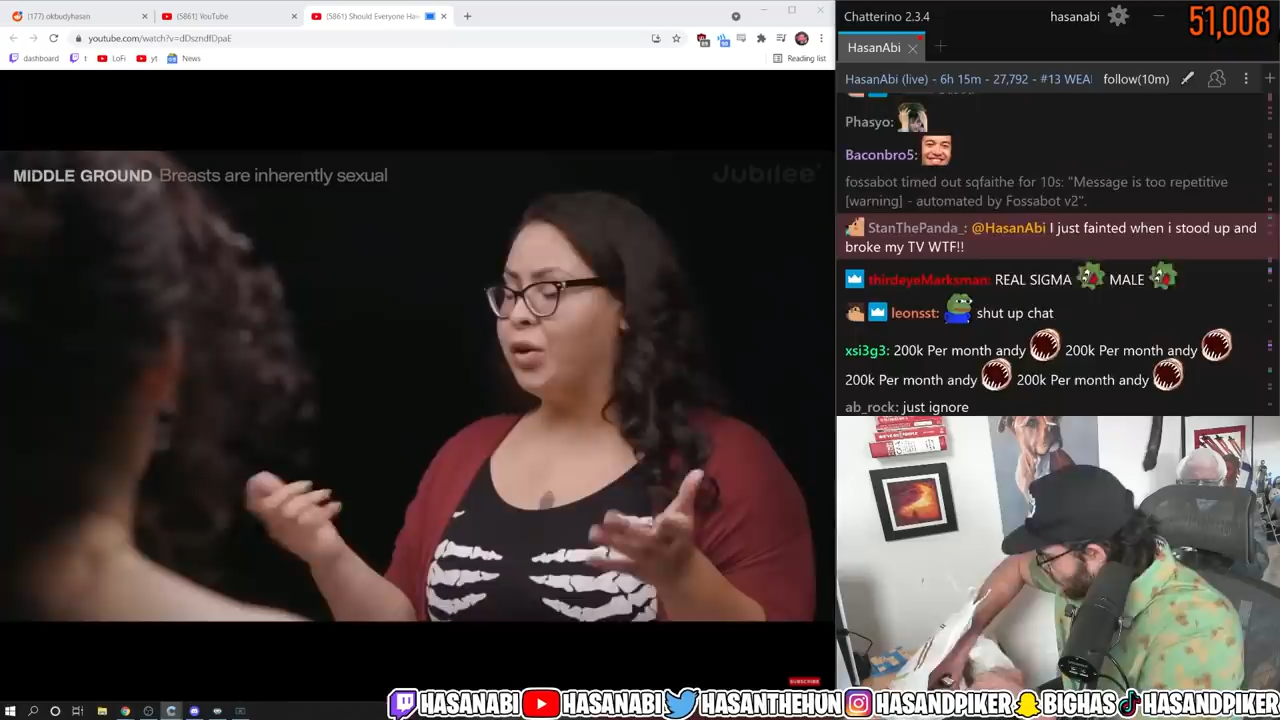 (177) okbudyhasan
(5861) YouTube
(5861) Should Everyone Hav
youtube.com/watch?v=dDszndfDpaE
dashboard
t
LoFi
yt
News
Reading list
MIDDLE GROUND Breasts are inherently sexual
Jubilee
SUBSCRIBE
Chatterino 2.3.4
hasanabi
51,008
HasanAbi
HasanAbi (live) - 6h 15m - 27,792 - #13 WEA
follow(10m)
Phasyo:
Baconbro5:
fossabot timed out sqfaithe for 10s: "Message is too repetitive
[warning] - automated by Fossabot v2".
StanThePanda_: @HasanAbi I just fainted when i stood up and
broke my TV WTF!!
thirdeyeMarksman: REAL SIGMA MALE
leonsst: shut up chat
xsi3g3: 200k Per month andy 200k Per month andy
200k Per month andy 200k Per month andy
ab_rock: just ignore
HASANABI HASANABI HASANTHEHUN HASANDPIKER BIGHAS HASANDPIKER